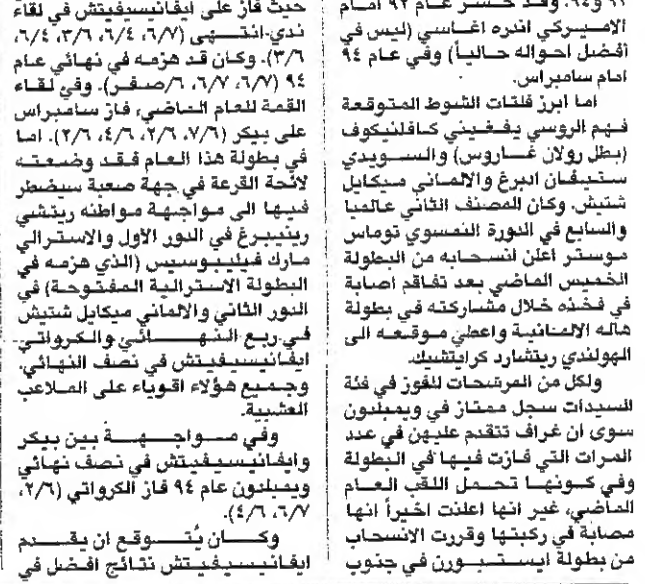 ٩١ و٩٤. وقد خسر عام ٩٢ امام
الاميركي اندره اغاسي (ليس في
أفضل احواله حالياً) وفي عام ٩٤
امام سامبراس.
اما ابرز فلتات الشوط المتوقعة
فهم الروسي يفغيني كافلنيكوف
(بطل رولان غاروس) والسويدي
ستيفان ادبرغ والالماني ميكايل
شتيش. وكان المصنف الثاني عالميا
والسابع في الدورة النمسوي توماس
موستر اعلن انسحابه من البطولة
الخميس الماضي بعد تفاقم اصابة
في فخذه خلال مشاركته في بطولة
هاله الالمانية واعطي موقعه الى
الهولندي ريتشارد كرايتشيك.
ولكل من المرشحات للفوز في فئة
السيدات سجل ممتاز في ويمبلدون
سوى ان غراف تتقدم عليهن في عدد
المرات التي فازت فيها في البطولة
وفي كونها تحمل اللقب العام
الماضي، غير انها اعلنت اخيراً انها
مصابة في ركبتها وقررت الانسحاب
من بطولة ايستبورن في جنوب
حيث فاز على ايفانيسيفيتش في لقاء
ندي انتهى (٦/٧، ٦/٤، ٣/٦، ٦/٤،
٣/٦). وكان قد هزمه في نهائي عام
٩٤ (٦/٧، ٦/٧، ٦/صفر). وفي لقاء
القمة للعام الماضي، فاز سامبراس
على بيكر (٧/٦، ٢/٦، ٤/٦، ٢/٦). اما
في بطولة هذا العام فقد وضعته
لائحة القرعة في جهة صعبة سيضطر
فيها الى مواجهة مواطنه ريتشي
رينيبرغ في الدور الأول والاسترالي
مارك فيليبوسيس (الذي هزمه في
البطولة الاسترالية المفتوحة) في
الدور الثاني والالماني ميكايل شتيش
في ربع النهائي والكرواتي
ايفانيسيفيتش في نصف النهائي.
وجميع هؤلاء اقوياء على الملاعب
العشبية.
وفي مواجهة بين بيكر
وايفانيسيفيتش في نصف نهائي
ويمبلدون عام ٩٤ فاز الكرواتي (٢/٦،
٦/٧، ٤/٦).
وكان يُتوقع ان يقدم
ايفانيسيفيتش نتائج افضل في